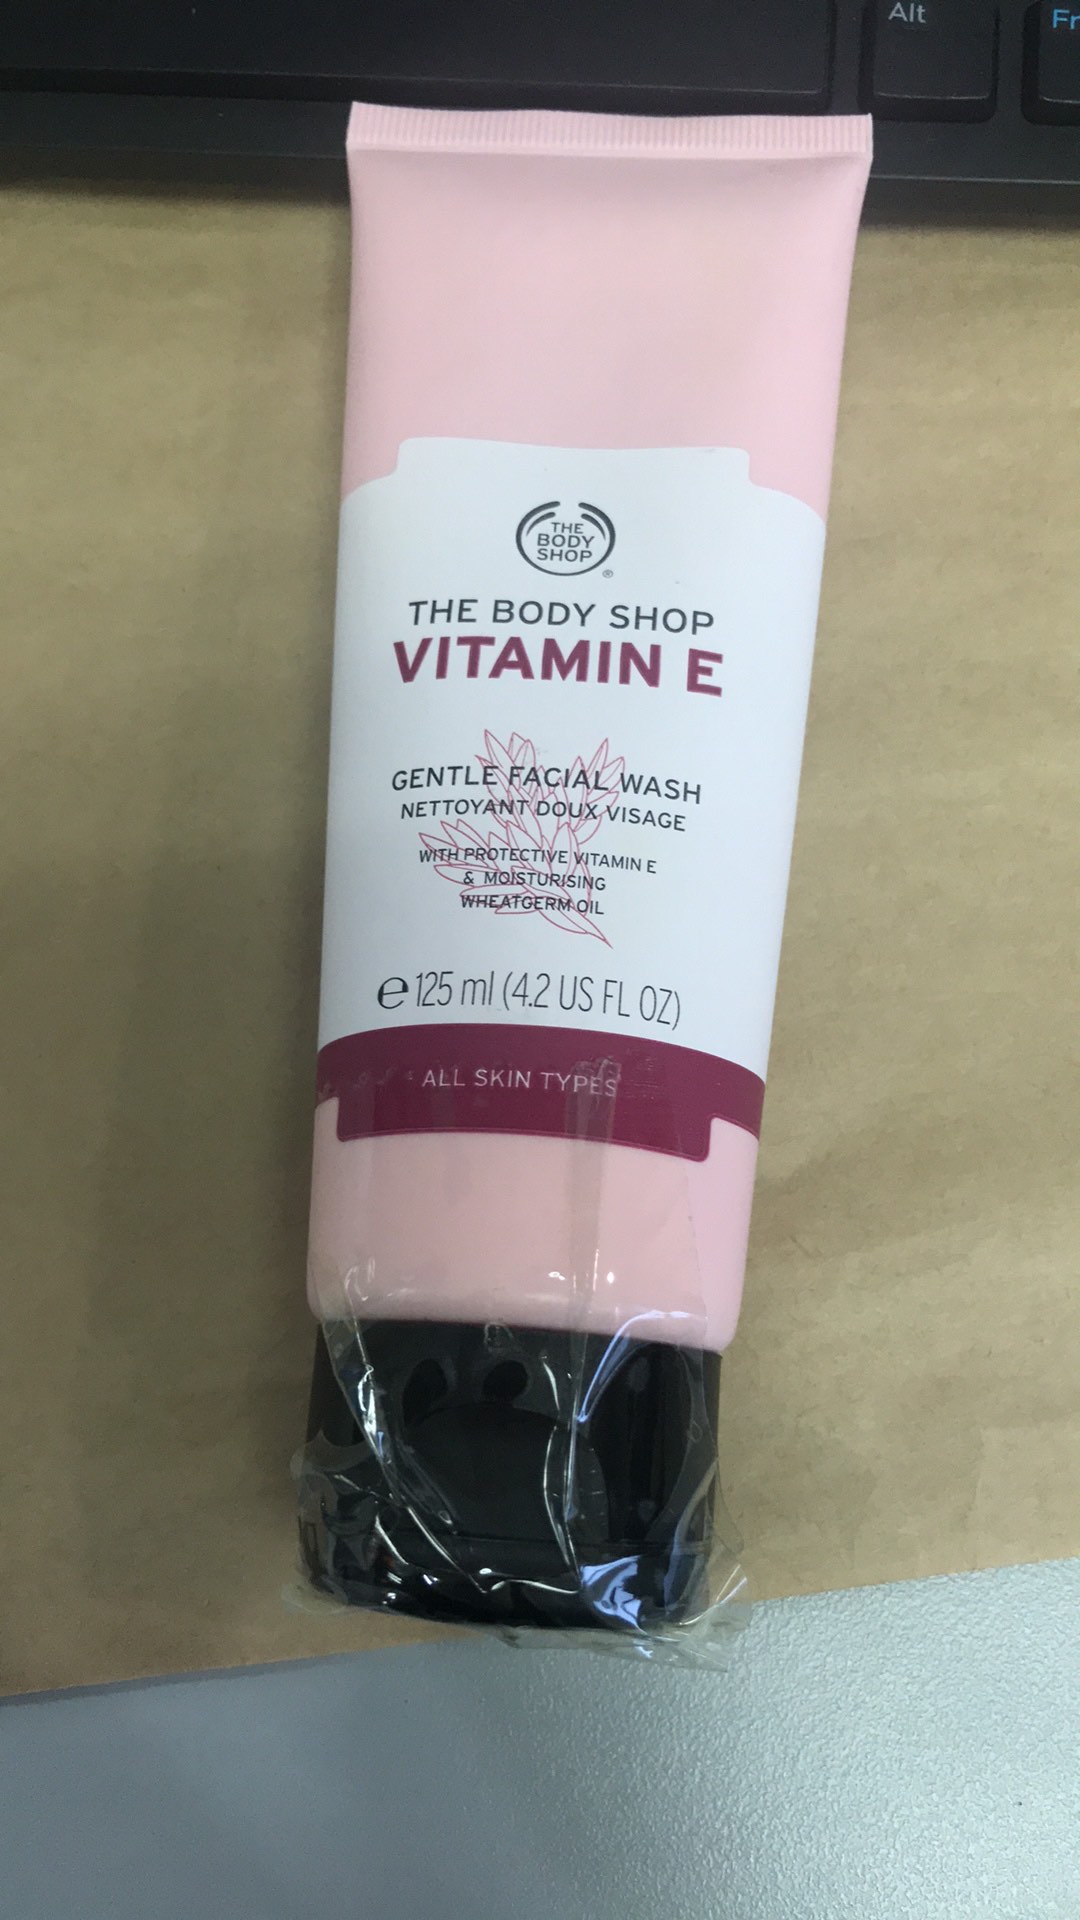 Alt
Fr
THE
BODY
SHOP
®
THE BODY SHOP
VITAMIN E
GENTLE FACIAL WASH
NETTOYANT DOUX VISAGE
WITH PROTECTIVE VITAMIN E
& MOISTURISING
WHEATGERM OIL
℮ 125 ml (4.2 US FL OZ)
ALL SKIN TYPES